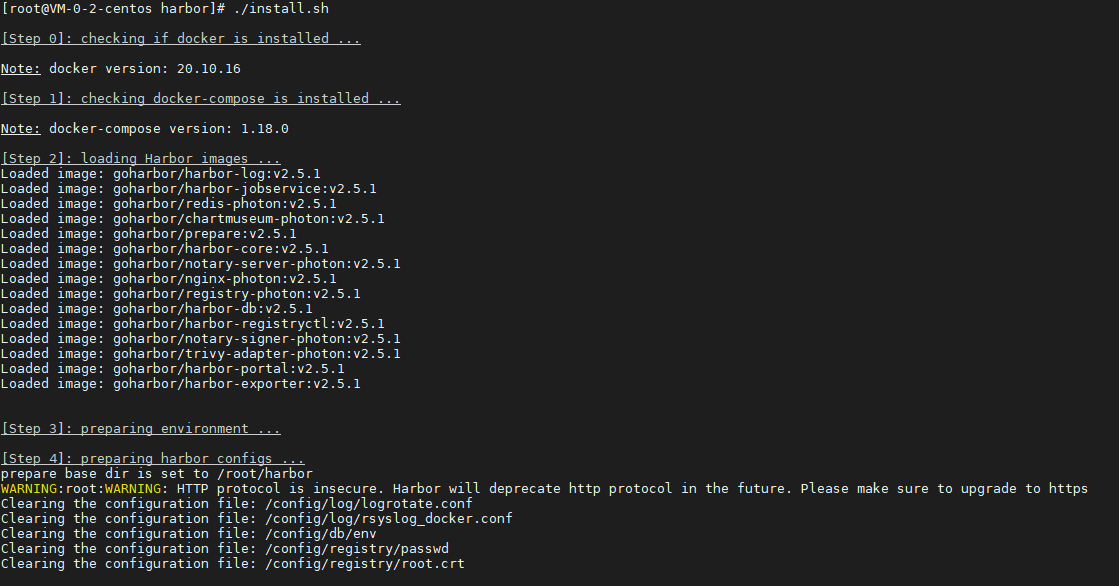 [root@VM-0-2-centos harbor]# ./install.sh
[Step 0]: checking if docker is installed ...
Note: docker version: 20.10.16
[Step 1]: checking docker-compose is installed ...
Note: docker-compose version: 1.18.0
[Step 2]: loading Harbor images ...
Loaded image: goharbor/harbor-log:v2.5.1
Loaded image: goharbor/harbor-jobservice:v2.5.1
Loaded image: goharbor/redis-photon:v2.5.1
Loaded image: goharbor/chartmuseum-photon:v2.5.1
Loaded image: goharbor/prepare:v2.5.1
Loaded image: goharbor/harbor-core:v2.5.1
Loaded image: goharbor/notary-server-photon:v2.5.1
Loaded image: goharbor/nginx-photon:v2.5.1
Loaded image: goharbor/registry-photon:v2.5.1
Loaded image: goharbor/harbor-db:v2.5.1
Loaded image: goharbor/harbor-registryctl:v2.5.1
Loaded image: goharbor/notary-signer-photon:v2.5.1
Loaded image: goharbor/trivy-adapter-photon:v2.5.1
Loaded image: goharbor/harbor-portal:v2.5.1
Loaded image: goharbor/harbor-exporter:v2.5.1
[Step 3]: preparing environment ...
[Step 4]: preparing harbor configs ...
prepare base dir is set to /root/harbor
WARNING:root:WARNING: HTTP protocol is insecure. Harbor will deprecate http protocol in the future. Please make sure to upgrade to https
Clearing the configuration file: /config/log/logrotate.conf
Clearing the configuration file: /config/log/rsyslog_docker.conf
Clearing the configuration file: /config/db/env
Clearing the configuration file: /config/registry/passwd
Clearing the configuration file: /config/registry/root.crt